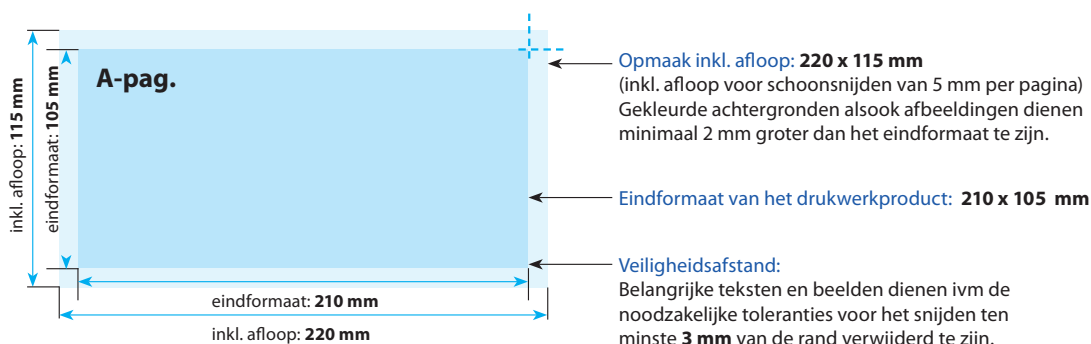 A-pag.
inkl. afloop: 115 mm
eindformaat: 105 mm
eindformaat: 210 mm
inkl. afloop: 220 mm
Opmaak inkl. afloop: 220 x 115 mm
(inkl. afloop voor schoonsnijden van 5 mm per pagina)
Gekleurde achtergronden alsook afbeeldingen dienen
minimaal 2 mm groter dan het eindformaat te zijn.
Eindformaat van het drukwerkproduct: 210 x 105 mm
Veiligheidsafstand:
Belangrijke teksten en beelden dienen ivm de
noodzakelijke toleranties voor het snijden ten
minste 3 mm van de rand verwijderd te zijn.